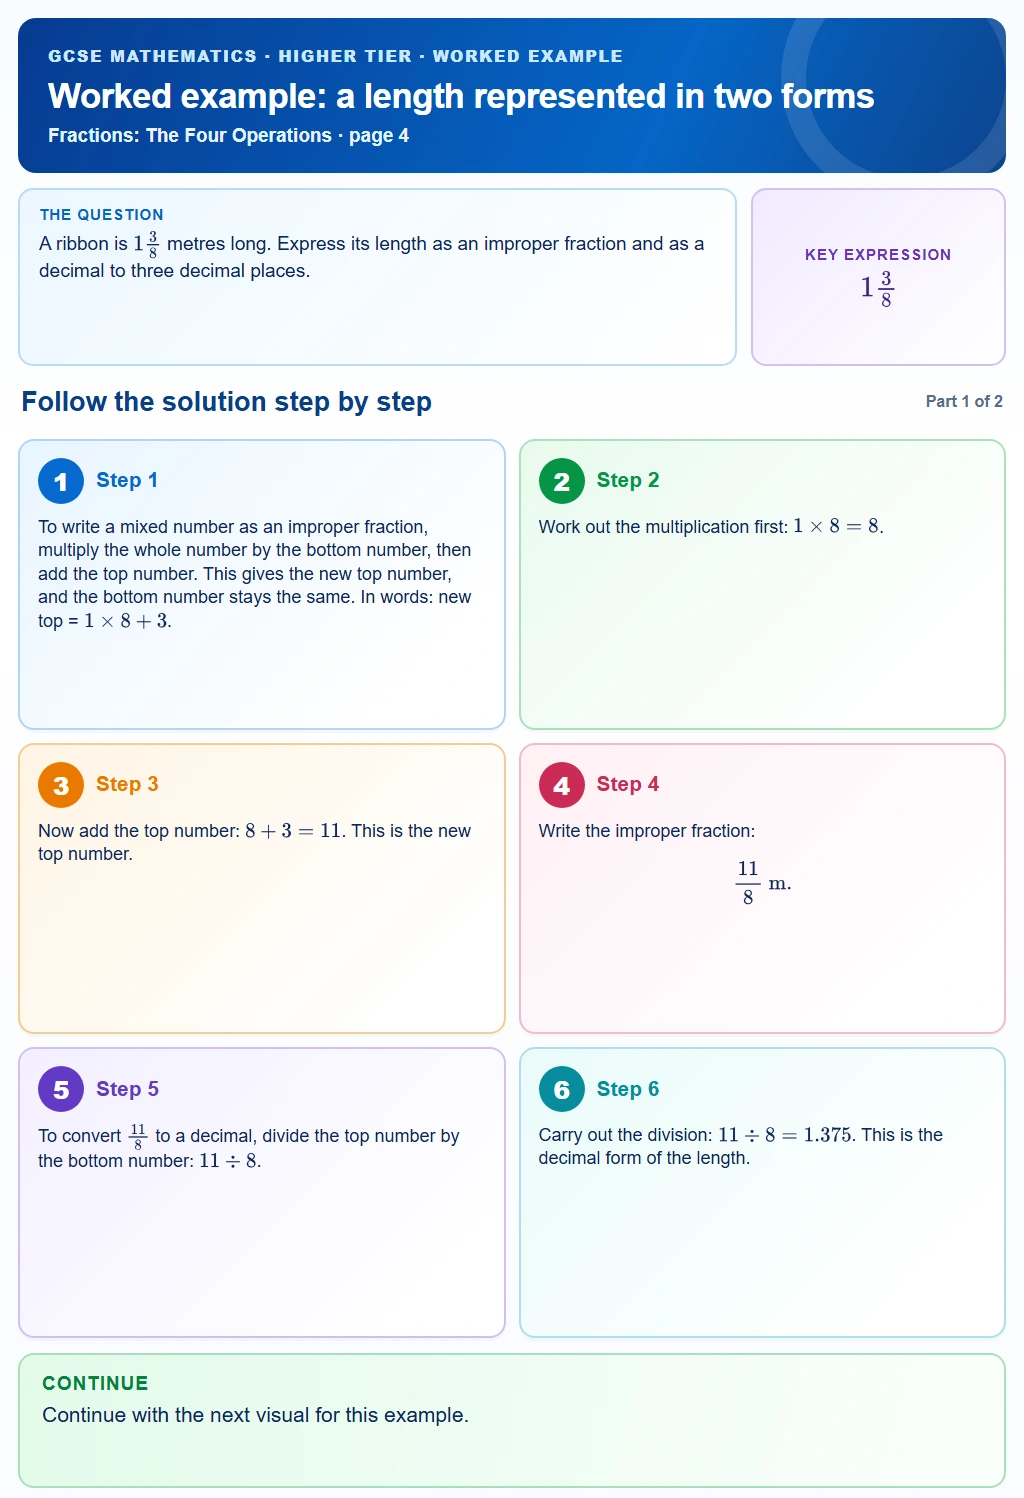 GCSE MATHEMATICS · HIGHER TIER · WORKED EXAMPLE
Worked example: a length represented in two forms
Fractions: The Four Operations · page 4
THE QUESTION
A ribbon is 1 3/8 metres long. Express its length as an improper fraction and as a
decimal to three decimal places.
KEY EXPRESSION
1 3/8
Follow the solution step by step
Part 1 of 2
1 Step 1
To write a mixed number as an improper fraction,
multiply the whole number by the bottom number, then
add the top number. This gives the new top number,
and the bottom number stays the same. In words: new
top = 1 × 8 + 3.
2 Step 2
Work out the multiplication first: 1 × 8 = 8.
3 Step 3
Now add the top number: 8 + 3 = 11. This is the new
top number.
4 Step 4
Write the improper fraction:
11/8 m.
5 Step 5
To convert 11/8 to a decimal, divide the top number by
the bottom number: 11 ÷ 8.
6 Step 6
Carry out the division: 11 ÷ 8 = 1.375. This is the
decimal form of the length.
CONTINUE
Continue with the next visual for this example.